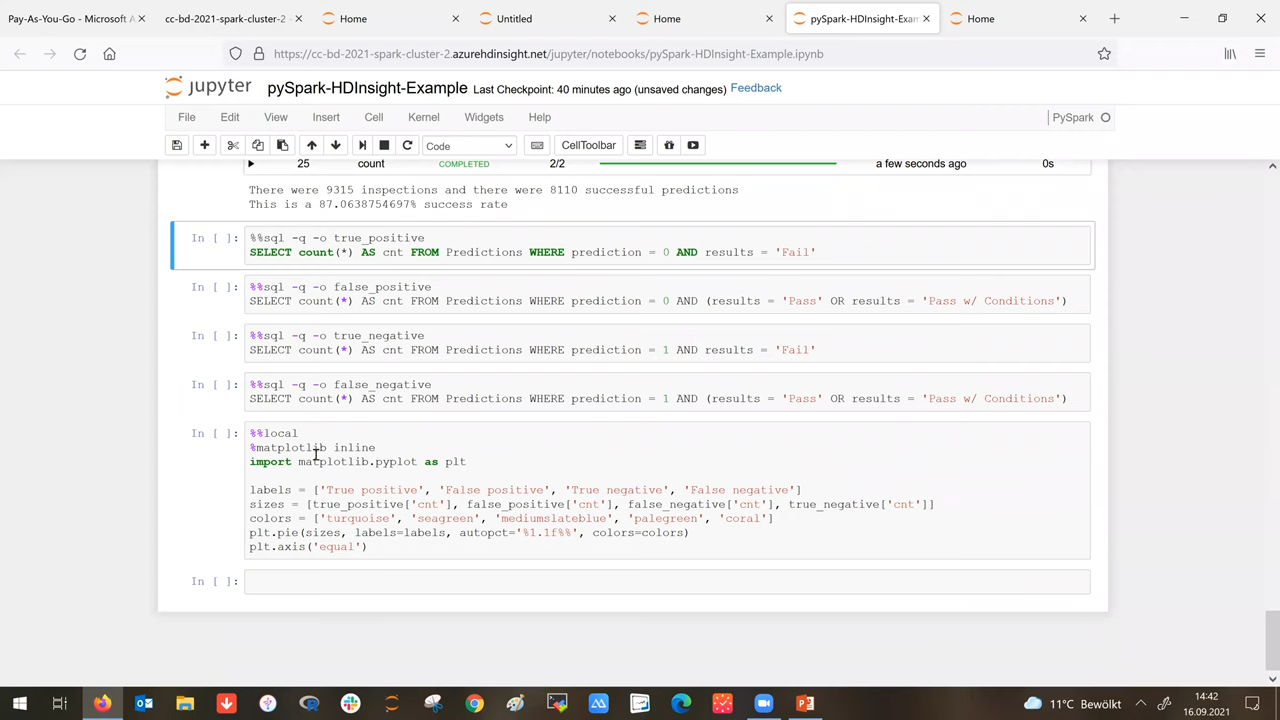 Pay-As-You-Go - Microsoft A
cc-bd-2021-spark-cluster-2 -
Home
Untitled
Home
pySpark-HDInsight-Exam
Home
https://cc-bd-2021-spark-cluster-2.azurehdinsight.net/jupyter/notebooks/pySpark-HDInsight-Example.ipynb
jupyter pySpark-HDInsight-Example Last Checkpoint: 40 minutes ago (unsaved changes) Feedback
File Edit View Insert Cell Kernel Widgets Help PySpark
Code CellToolbar
25 count COMPLETED 2/2 a few seconds ago 0s
There were 9315 inspections and there were 8110 successful predictions
This is a 87.0638754697% success rate
In [ ]: %%sql -q -o true_positive
SELECT count(*) AS cnt FROM Predictions WHERE prediction = 0 AND results = 'Fail'
In [ ]: %%sql -q -o false_positive
SELECT count(*) AS cnt FROM Predictions WHERE prediction = 0 AND (results = 'Pass' OR results = 'Pass w/ Conditions')
In [ ]: %%sql -q -o true_negative
SELECT count(*) AS cnt FROM Predictions WHERE prediction = 1 AND results = 'Fail'
In [ ]: %%sql -q -o false_negative
SELECT count(*) AS cnt FROM Predictions WHERE prediction = 1 AND (results = 'Pass' OR results = 'Pass w/ Conditions')
In [ ]: %%local
%matplotlib inline
import matplotlib.pyplot as plt
labels = ['True positive', 'False positive', 'True negative', 'False negative']
sizes = [true_positive['cnt'], false_positive['cnt'], false_negative['cnt'], true_negative['cnt']]
colors = ['turquoise', 'seagreen', 'mediumslateblue', 'palegreen', 'coral']
plt.pie(sizes, labels=labels, autopct='%1.1f%%', colors=colors)
plt.axis('equal')
In [ ]:
11°C Bewölkt
14:42
16.09.2021